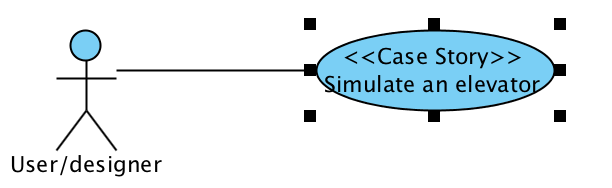 <<Case Story>>
Simulate an elevator
User/designer